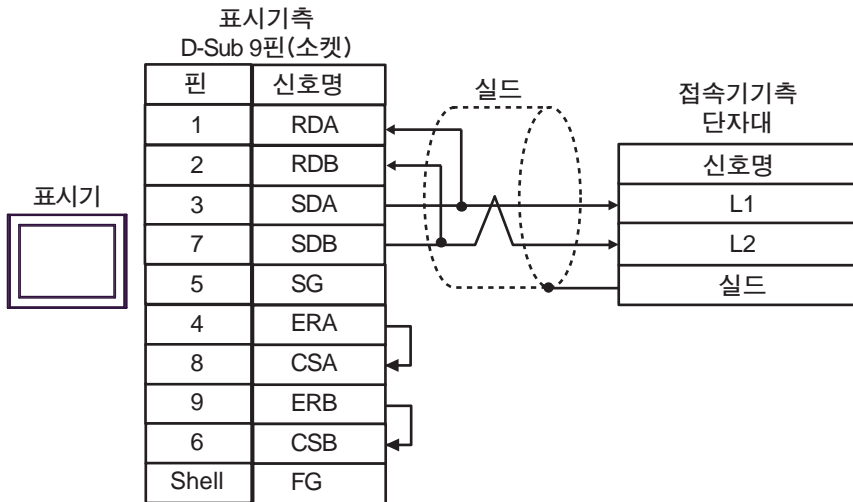 표시기측
D-Sub 9핀(소켓)
핀 신호명
1 RDA
2 RDB
3 SDA
7 SDB
5 SG
4 ERA
8 CSA
9 ERB
6 CSB
Shell FG
표시기
실드
접속기기측
단자대
신호명
L1
L2
실드